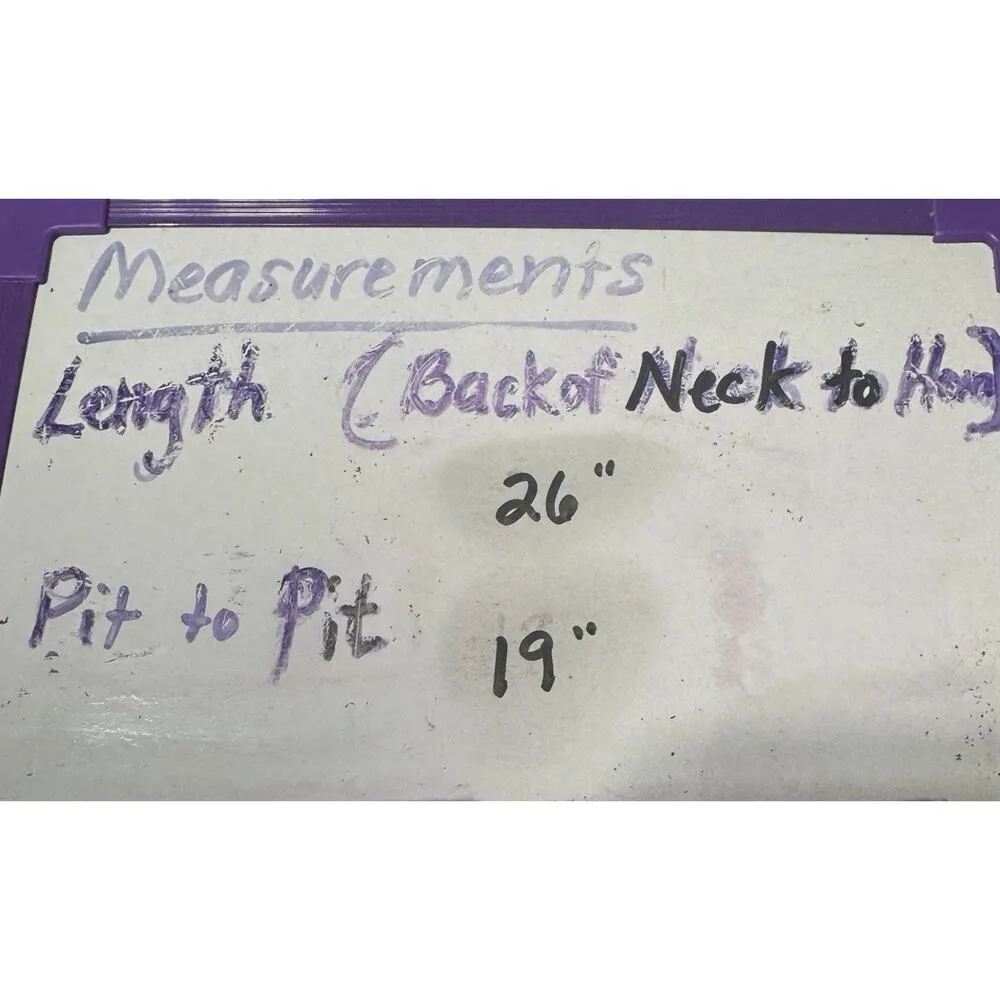 Measurements
Length (Back of Neck to Hem)
26"
Pit to Pit
19"